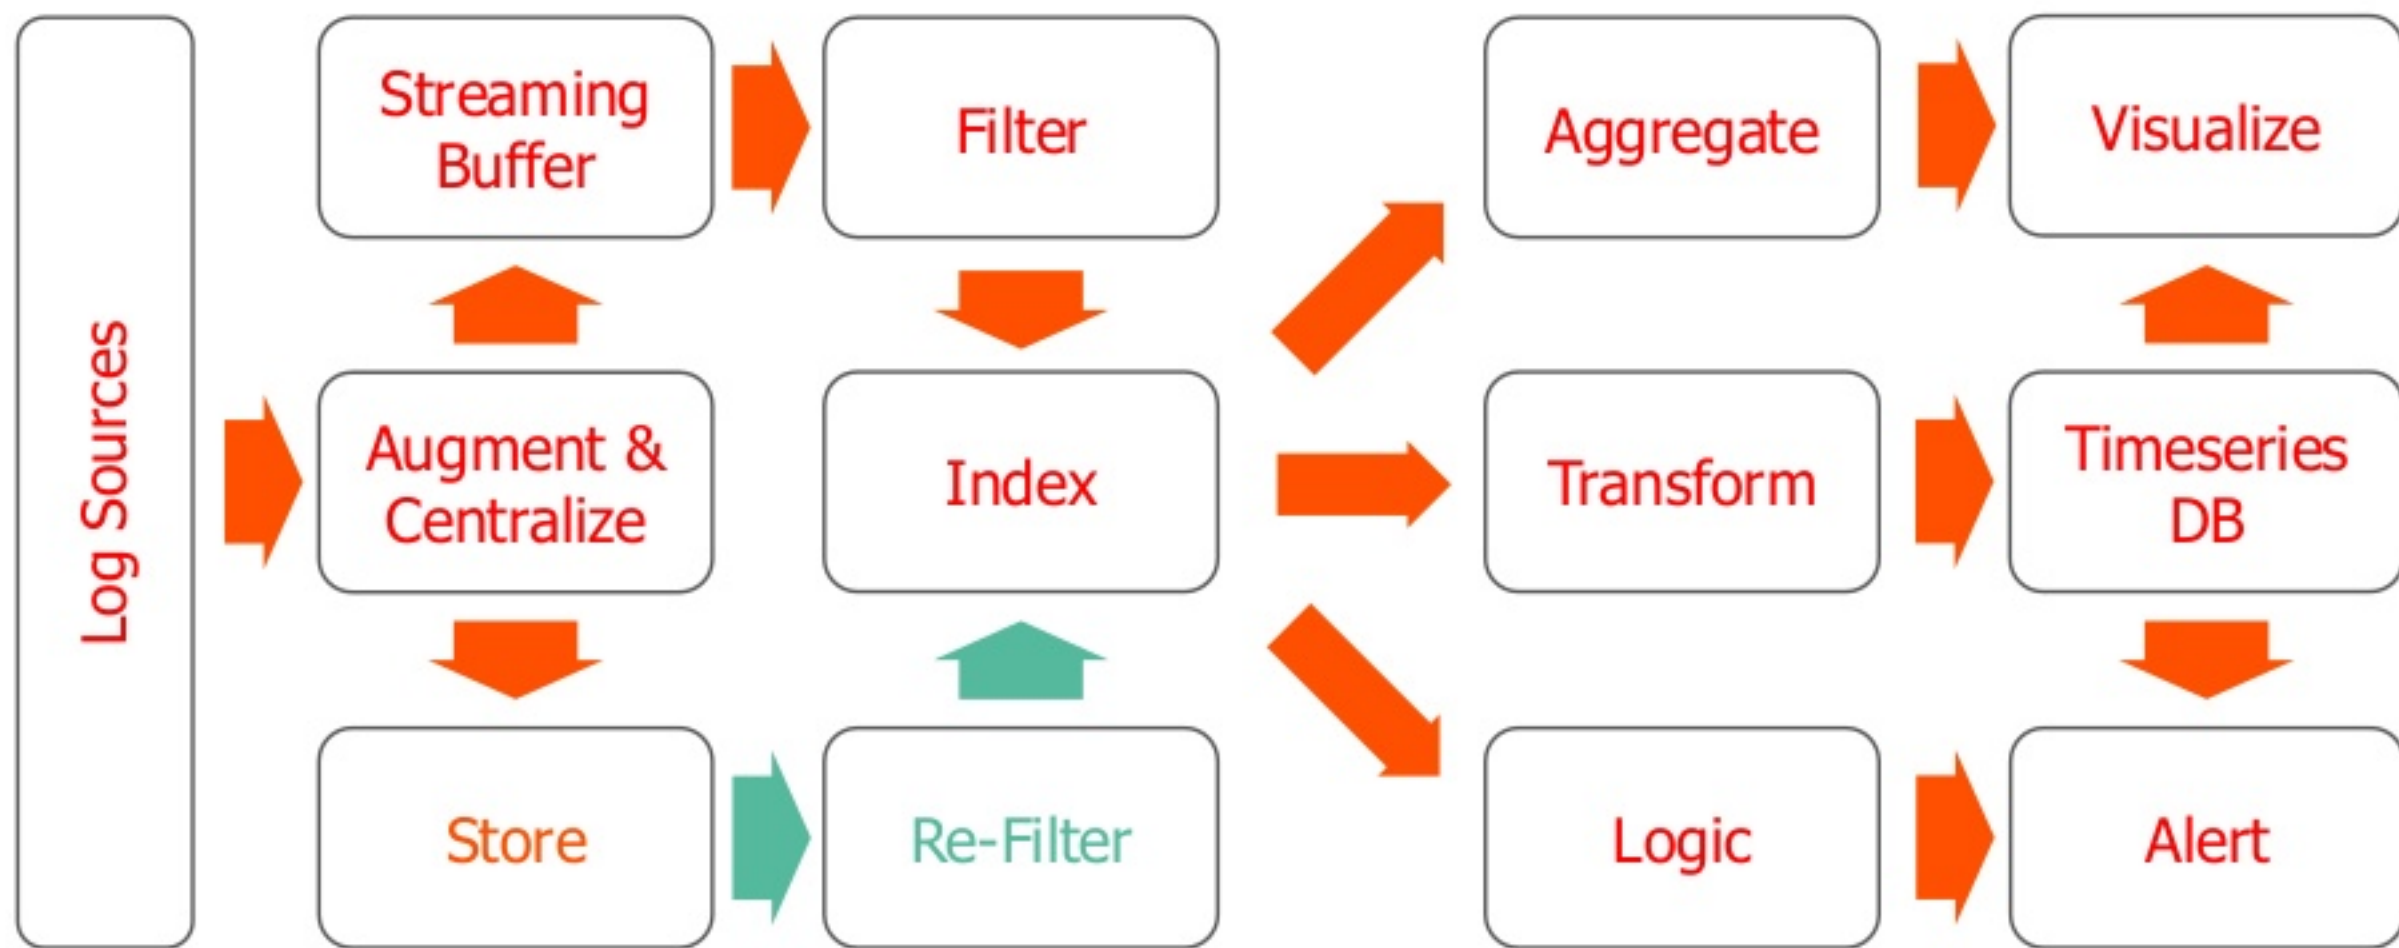 Log Sources
Streaming
Buffer
Filter
Aggregate
Visualize
Augment &
Centralize
Index
Transform
Timeseries
DB
Store
Re-Filter
Logic
Alert